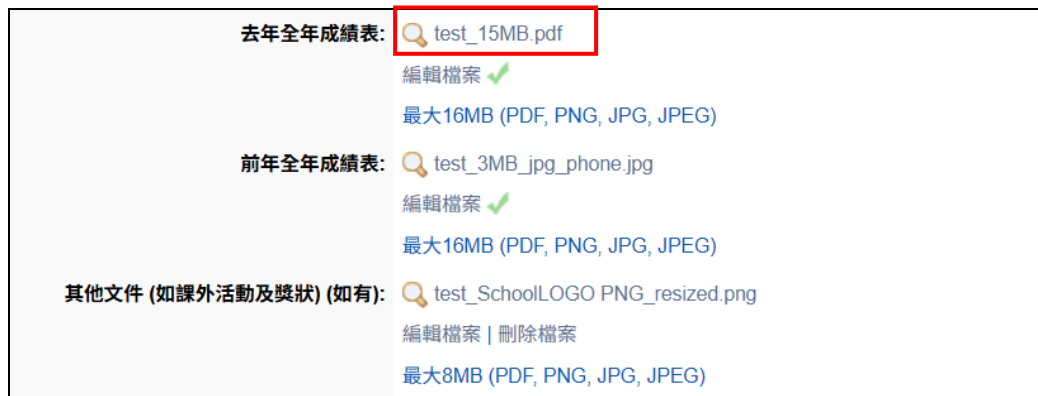 去年全年成績表: test_15MB.pdf
編輯檔案
最大16MB (PDF, PNG, JPG, JPEG)
前年全年成績表: test_3MB_jpg_phone.jpg
編輯檔案
最大16MB (PDF, PNG, JPG, JPEG)
其他文件 (如課外活動及獎狀) (如有): test_SchoolLOGO PNG_resized.png
編輯檔案 | 刪除檔案
最大8MB (PDF, PNG, JPG, JPEG)